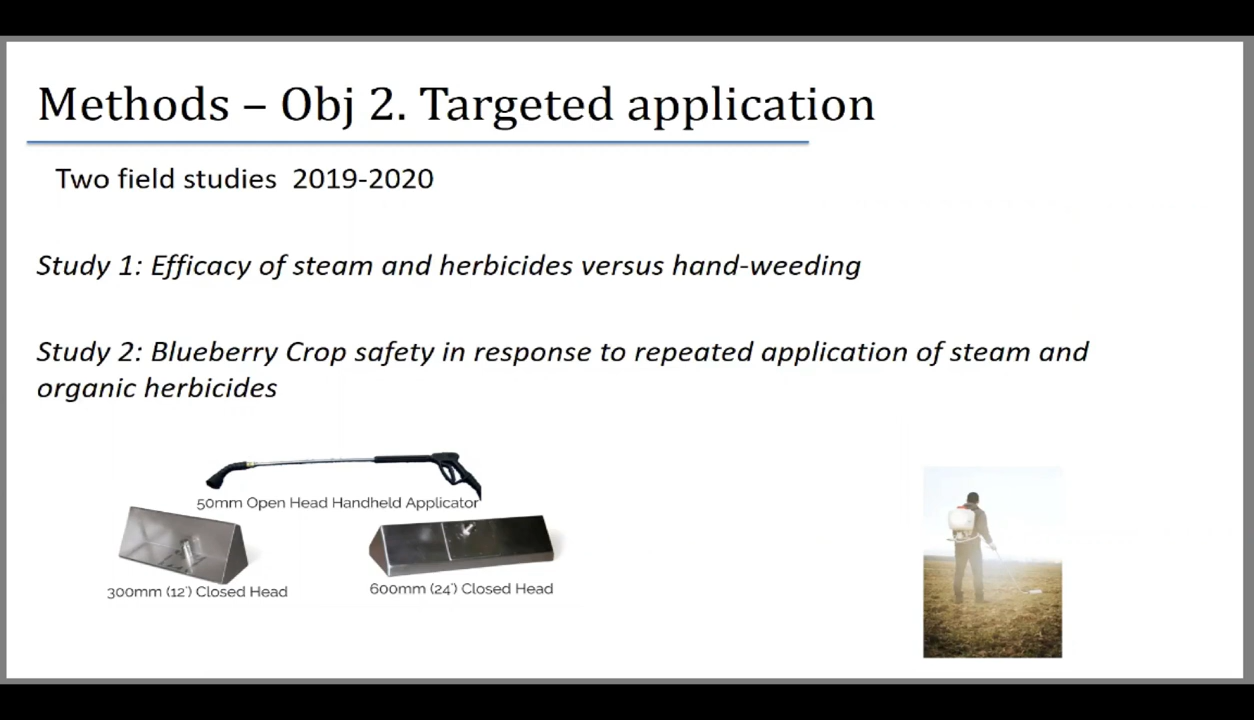 Methods – Obj 2. Targeted application
Two field studies 2019-2020
Study 1: Efficacy of steam and herbicides versus hand-weeding
Study 2: Blueberry Crop safety in response to repeated application of steam and
organic herbicides
50mm Open Head Handheld Applicator
300mm (12") Closed Head
600mm (24") Closed Head